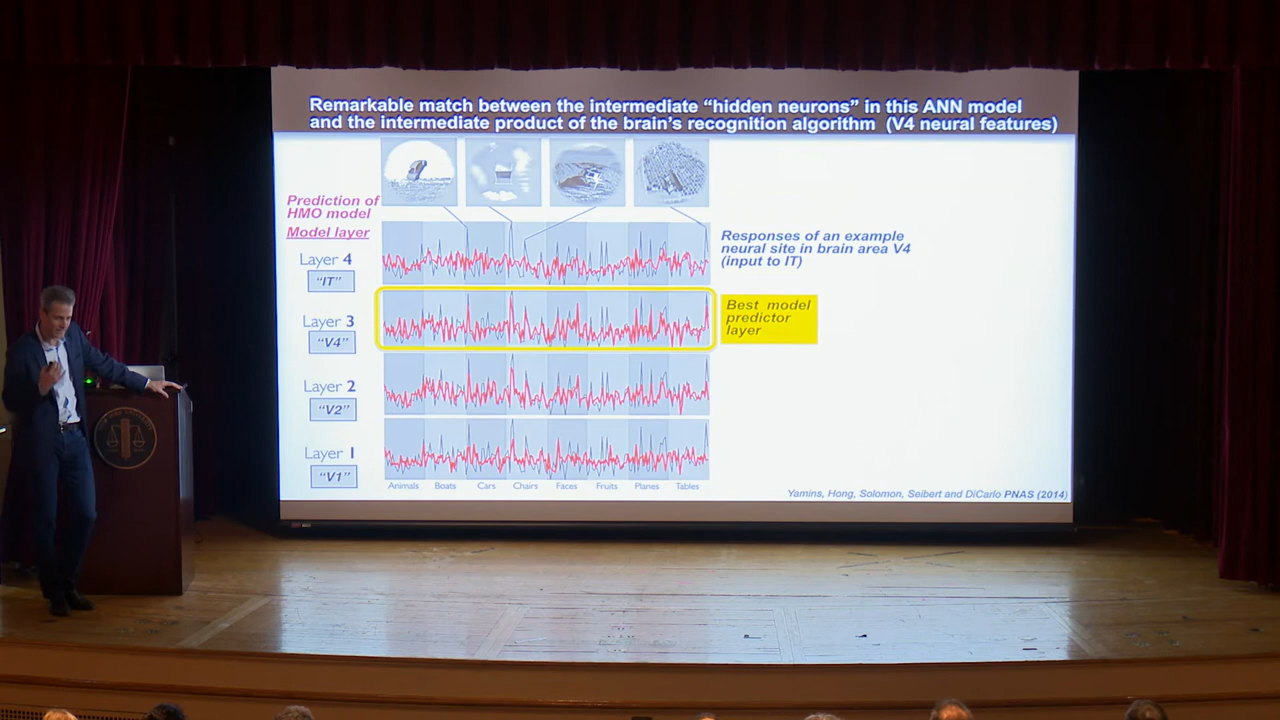 Remarkable match between the intermediate “hidden neurons” in this ANN model
and the intermediate product of the brain’s recognition algorithm (V4 neural features)
Prediction of
HMO model
Model layer
Layer 4
“IT”
Layer 3
“V4”
Layer 2
“V2”
Layer 1
“V1”
Responses of an example
neural site in brain area V4
(input to IT)
Best model
predictor
layer
Animals Boats Cars Chairs Faces Fruits Planes Tables
Yamins, Hong, Solomon, Seibert and DiCarlo PNAS (2014)